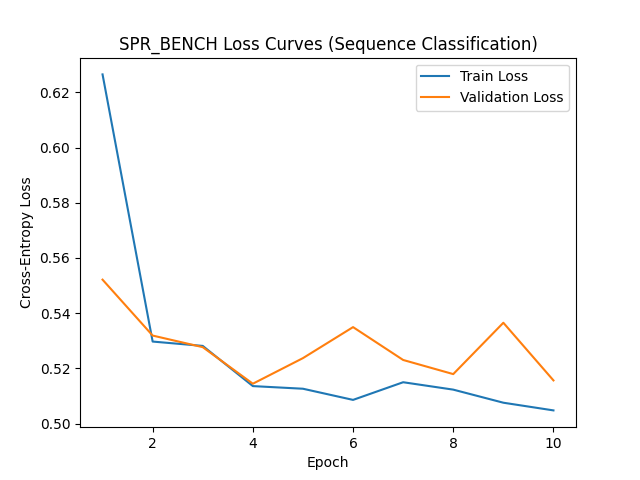 SPR_BENCH Loss Curves (Sequence Classification)
Train Loss
Validation Loss
Cross-Entropy Loss
0.62
0.60
0.58
0.56
0.54
0.52
0.50
2 4 6 8 10
Epoch